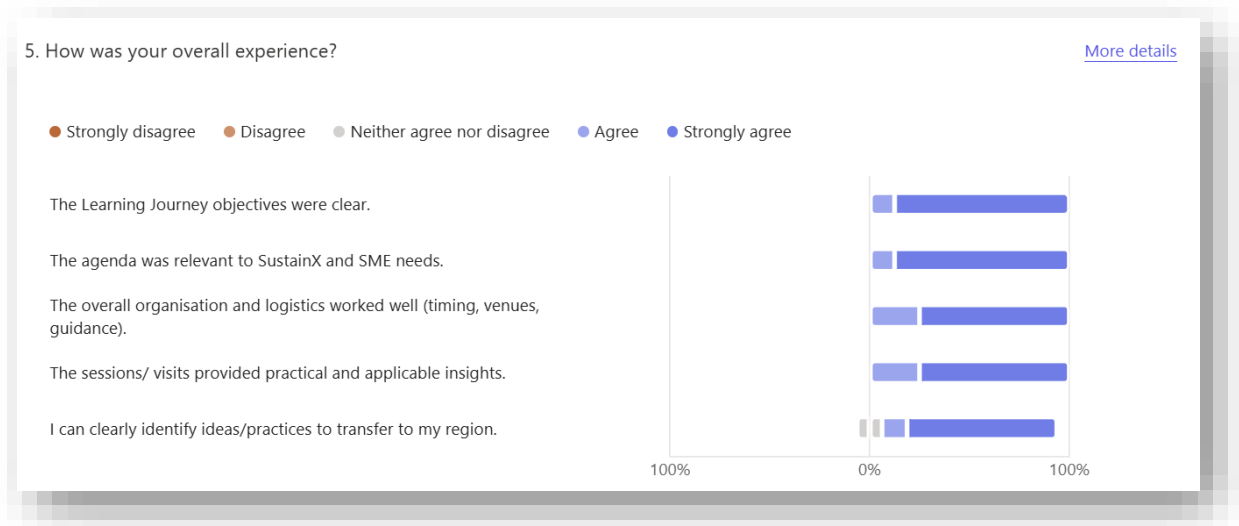 5. How was your overall experience?
More details
Strongly disagree
Disagree
Neither agree nor disagree
Agree
Strongly agree
The Learning Journey objectives were clear.
The agenda was relevant to SustainX and SME needs.
The overall organisation and logistics worked well (timing, venues,
guidance).
The sessions/ visits provided practical and applicable insights.
I can clearly identify ideas/practices to transfer to my region.
100%
0%
100%